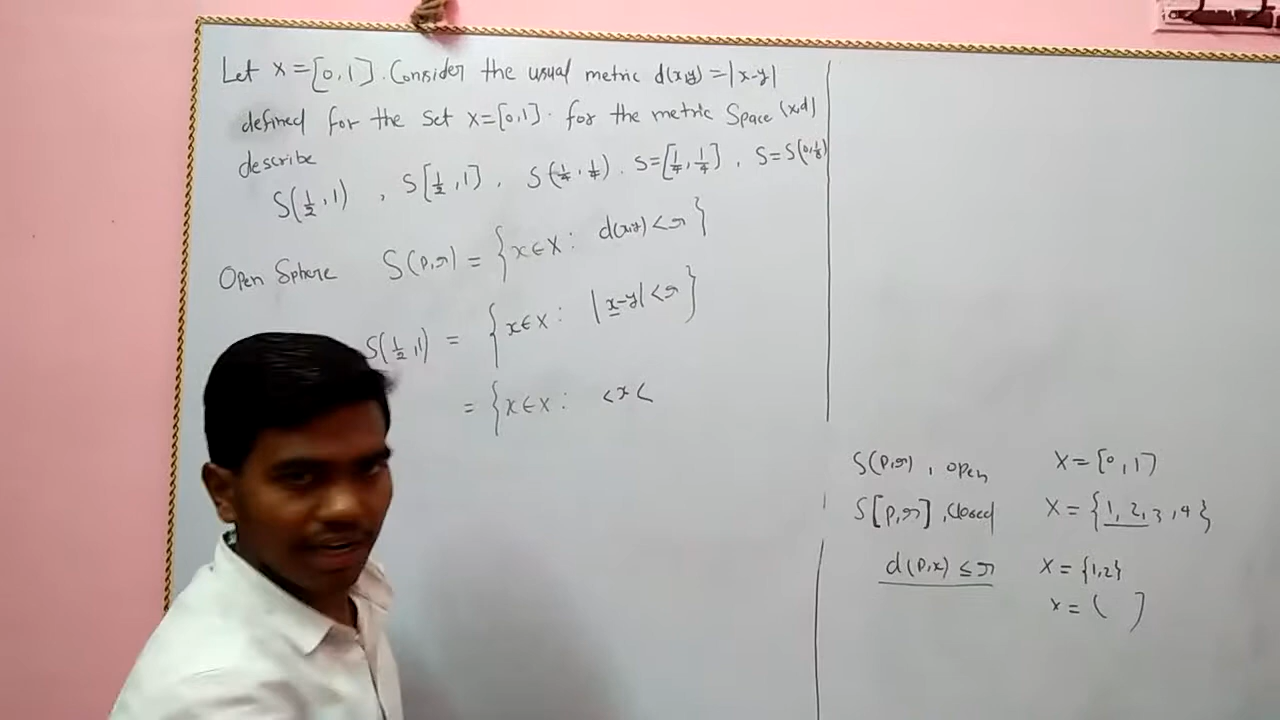 Let x=[0,1]. Consider the usual metric d(x,y)=|x-y|
defined for the set x=[0,1]. for the metric Space (x,d)
describe
S(1/2,1), S[1/2,1], S(1/4,1/4). S=[1/4,1/4], S=S(0,1/8)
Open Sphere S(p,r) = {x∈X: d(x,y)<r}
S(1/2,1) = {x∈X: |x-y|<r}
= {x∈X: <x<
S(p,r), open X=[0,1)
S[p,r], closed X={1,2,3,4}
d(p,x)≤r X={1,2}
x=( ]